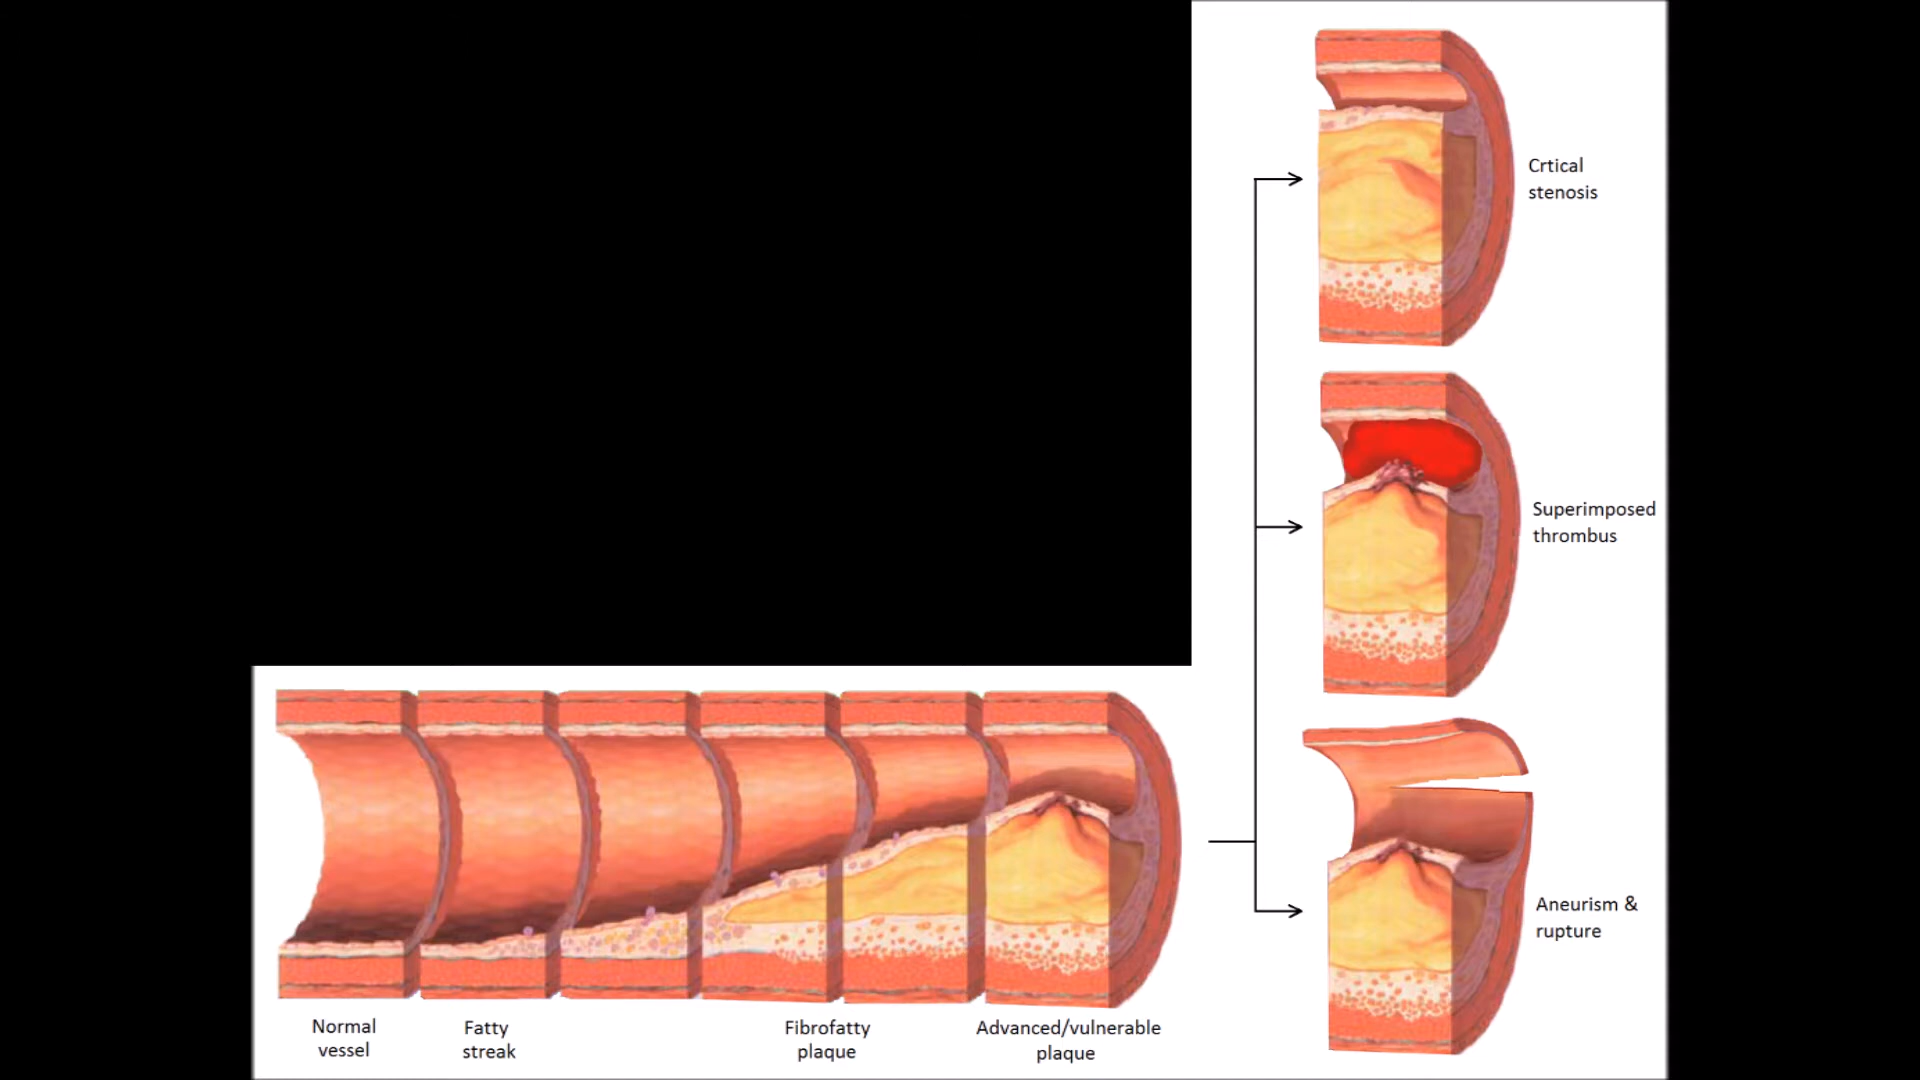 Crtical
stenosis
Superimposed
thrombus
Aneurism &
rupture
Normal
vessel
Fatty
streak
Fibrofatty
plaque
Advanced/vulnerable
plaque